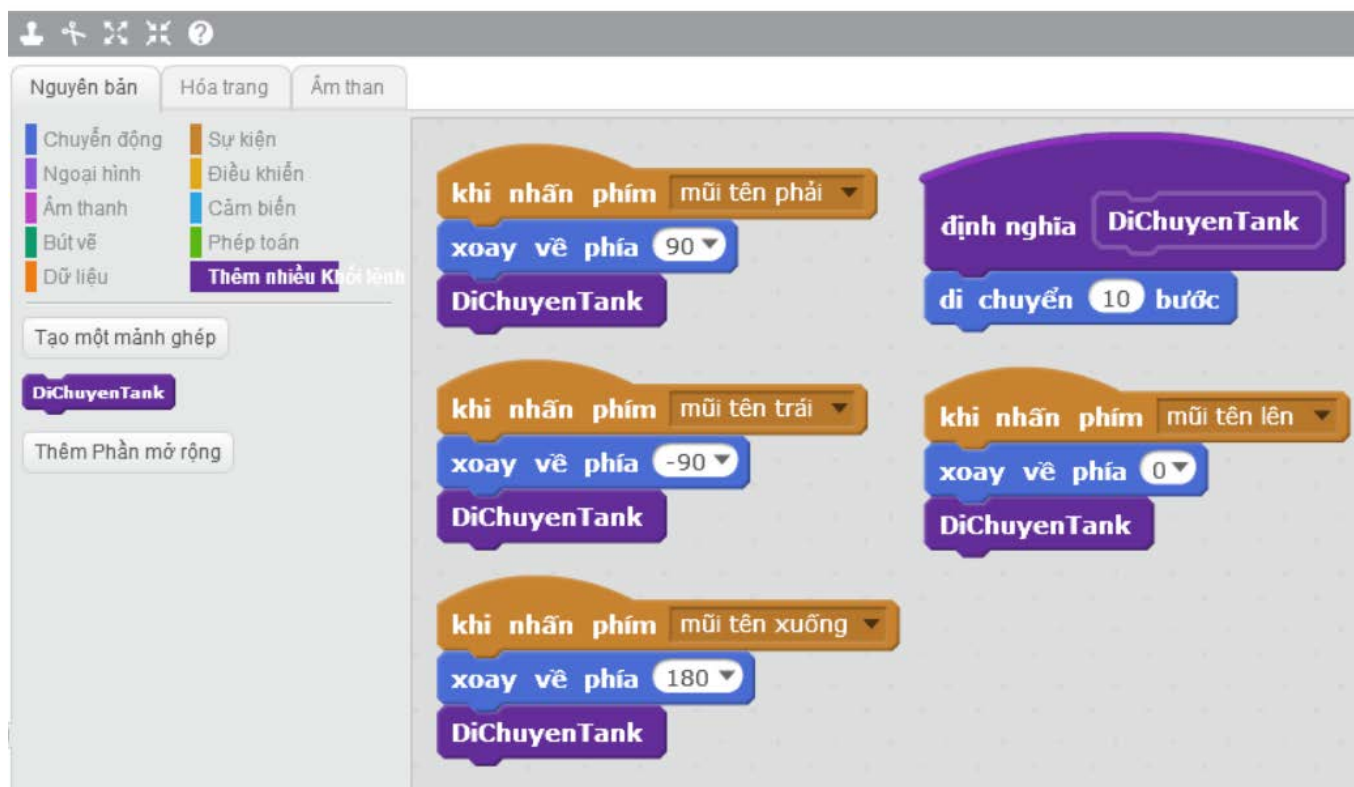 Nguyên bản
Hóa trang
Âm than
Chuyển động
Sự kiện
Ngoại hình
Điều khiển
Âm thanh
Cảm biến
Bút vẽ
Phép toán
Dữ liệu
Thêm nhiều Khối lệnh
Tạo một mảnh ghép
DiChuyenTank
Thêm Phần mở rộng
khi nhấn phím mũi tên phải
xoay về phía 90
DiChuyenTank
định nghĩa DiChuyenTank
di chuyển 10 bước
khi nhấn phím mũi tên trái
xoay về phía -90
DiChuyenTank
khi nhấn phím mũi tên lên
xoay về phía 0
DiChuyenTank
khi nhấn phím mũi tên xuống
xoay về phía 180
DiChuyenTank